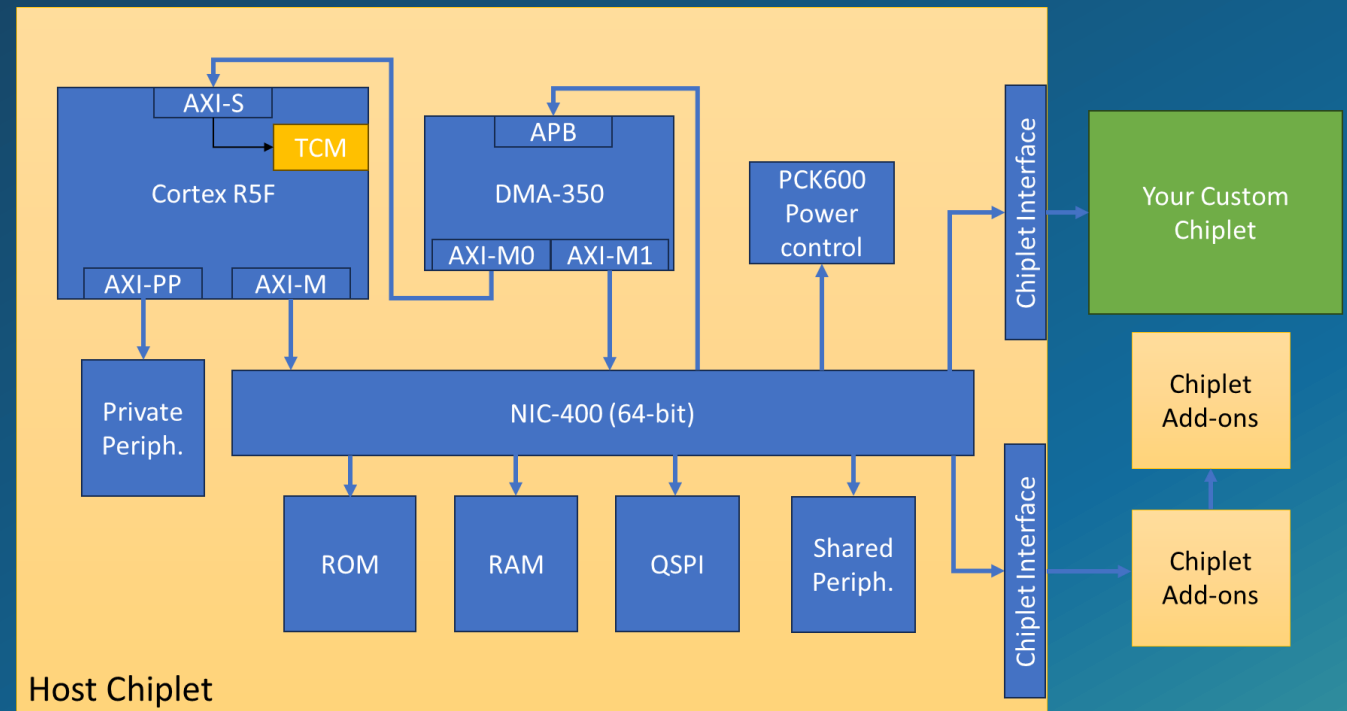 AXI-S
TCM
Cortex R5F
AXI-PP
AXI-M
APB
DMA-350
AXI-M0
AXI-M1
PCK600
Power
control
Chiplet Interface
Your Custom
Chiplet
Private
Periph.
NIC-400 (64-bit)
Chiplet
Add-ons
ROM
RAM
QSPI
Shared
Periph.
Chiplet Interface
Chiplet
Add-ons
Host Chiplet